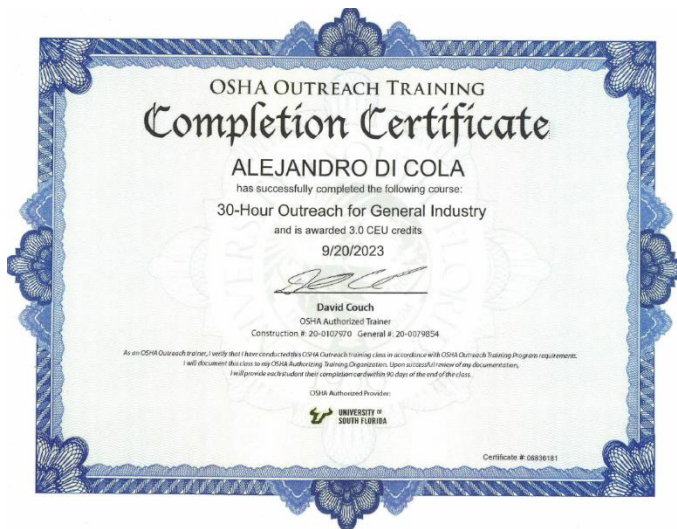 OSHA OUTREACH TRAINING
Completion Certificate
ALEJANDRO DI COLA
has successfully completed the following course:
30-Hour Outreach for General Industry
and is awarded 3.0 CEU credits
9/20/2023
David Couch
OSHA Authorized Trainer
Construction #: 20-0107970 General #: 20-0079854
As an OSHA Outreach trainer, I verify that I have conducted this OSHA Outreach training class in accordance with OSHA Outreach Training Program requirements.
I will document this class to my OSHA Authorizing Training Organization. Upon successful review of my documentation,
I will provide each student their completion card within 90 days of the end of the class.
OSHA Authorized Provider:
UNIVERSITY OF
SOUTH FLORIDA
Certificate #: 08836181